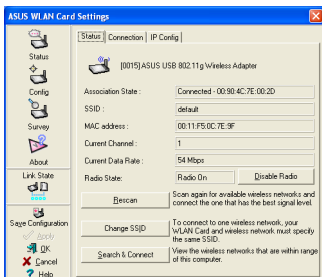 ASUS WLAN Card Settings
Status
Config
Survey
About
Link State
Save Configuration
Apply
OK
Cancel
Help
Status Connection IP Config
[0015] ASUS USB 802.11g Wireless Adapter
Association State : Connected - 00:90:4C:7E:00:2D
SSID : default
MAC address : 00:11:F5:0C:7E:9F
Current Channel : 1
Current Data Rate : 54 Mbps
Radio State: Radio On Disable Radio
Rescan
Scan again for available wireless networks and
connect the one that has the best signal level.
Change SSID
To connect to one wireless network, your
WLAN Card and wireless network must specify
the same SSID.
Search & Connect
View the wireless networks that are within range
of this computer.